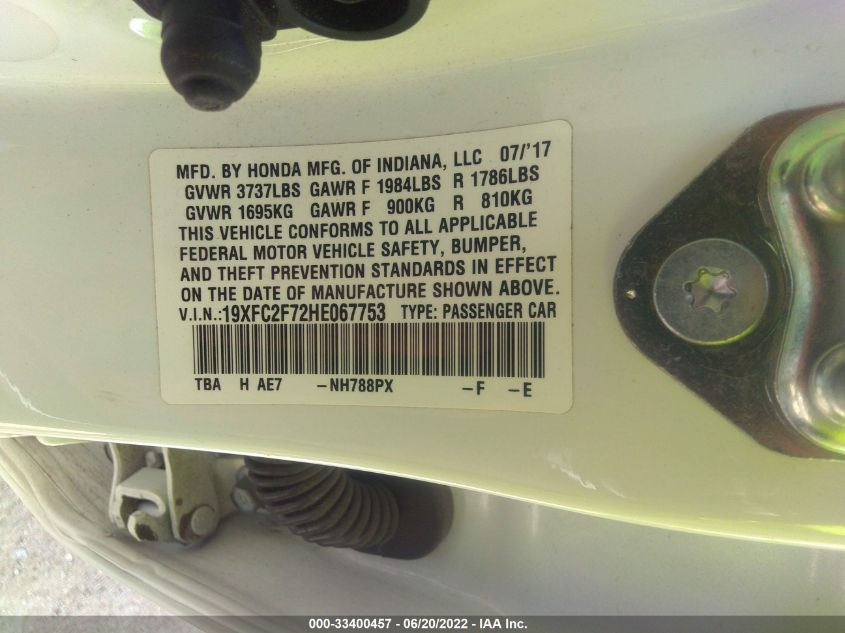 MFD. BY HONDA MFG. OF INDIANA, LLC 07/'17
GVWR 3737LBS GAWR F 1984LBS R 1786LBS
GVWR 1695KG GAWR F 900KG R 810KG
THIS VEHICLE CONFORMS TO ALL APPLICABLE
FEDERAL MOTOR VEHICLE SAFETY, BUMPER,
AND THEFT PREVENTION STANDARDS IN EFFECT
ON THE DATE OF MANUFACTURE SHOWN ABOVE.
V.I.N.:19XFC2F72HE067753 TYPE: PASSENGER CAR
TBA H AE7 -NH788PX -F -E
000-33400457 - 06/20/2022 - IAA Inc.